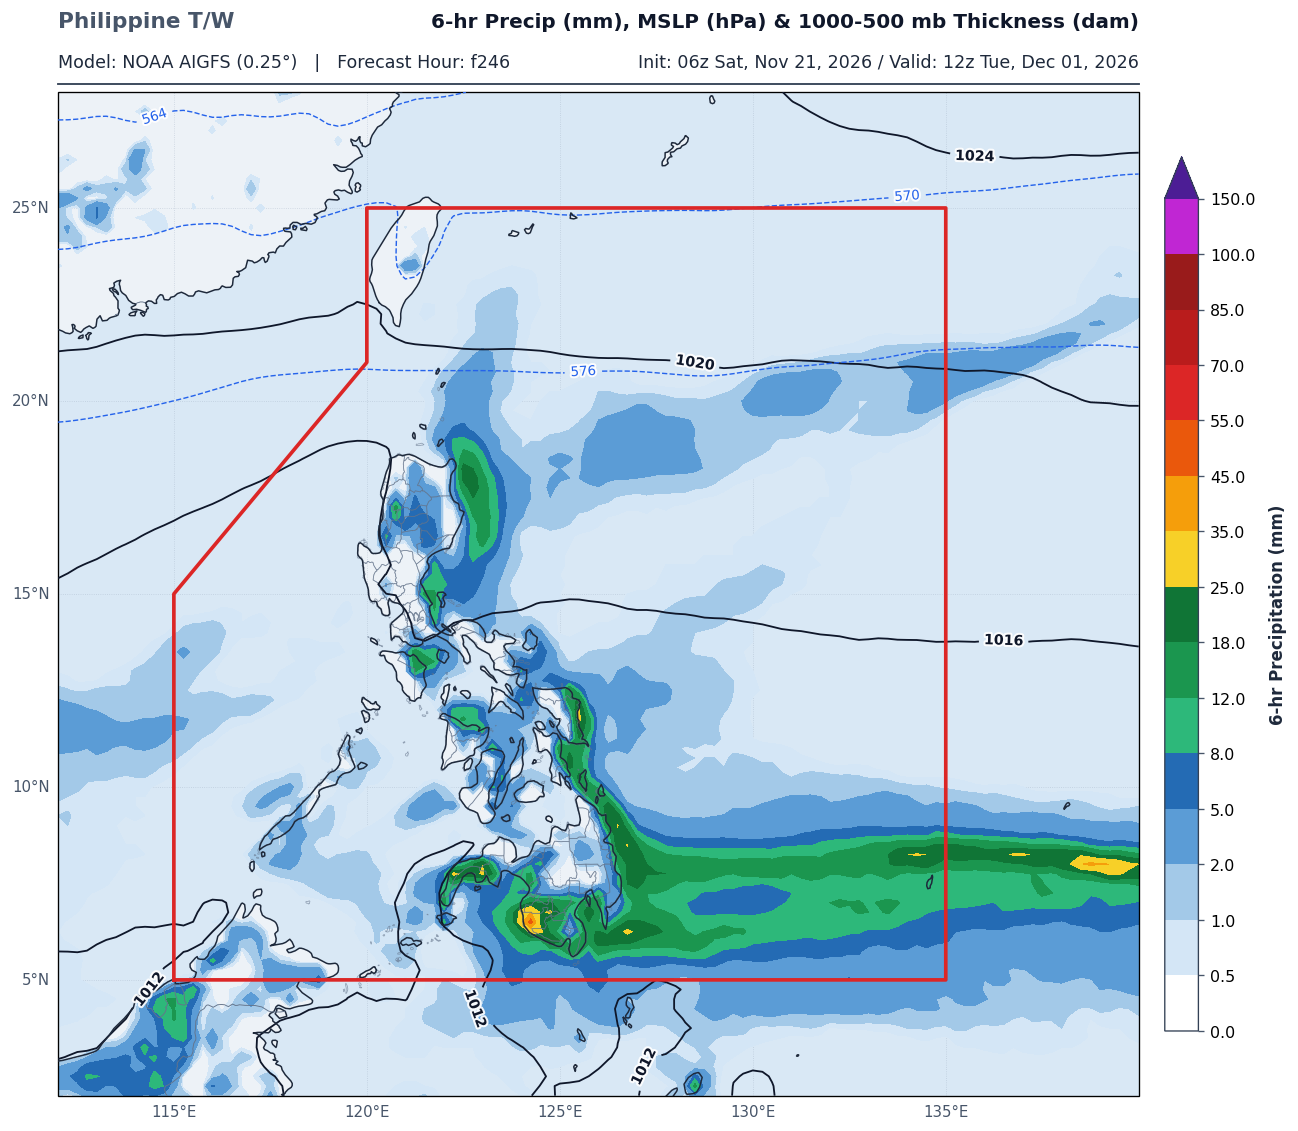 Philippine T/W
6-hr Precip (mm), MSLP (hPa) & 1000-500 mb Thickness (dam)
Model: NOAA AIGFS (0.25°)   |   Forecast Hour: f246
Init: 06z Sat, Nov 21, 2026 / Valid: 12z Tue, Dec 01, 2026
564
1024
570
1020
576
1016
1012
1012
1012
25°N
20°N
15°N
10°N
5°N
115°E
120°E
125°E
130°E
135°E
150.0
100.0
85.0
70.0
55.0
45.0
35.0
25.0
18.0
12.0
8.0
5.0
2.0
1.0
0.5
0.0
6-hr Precipitation (mm)